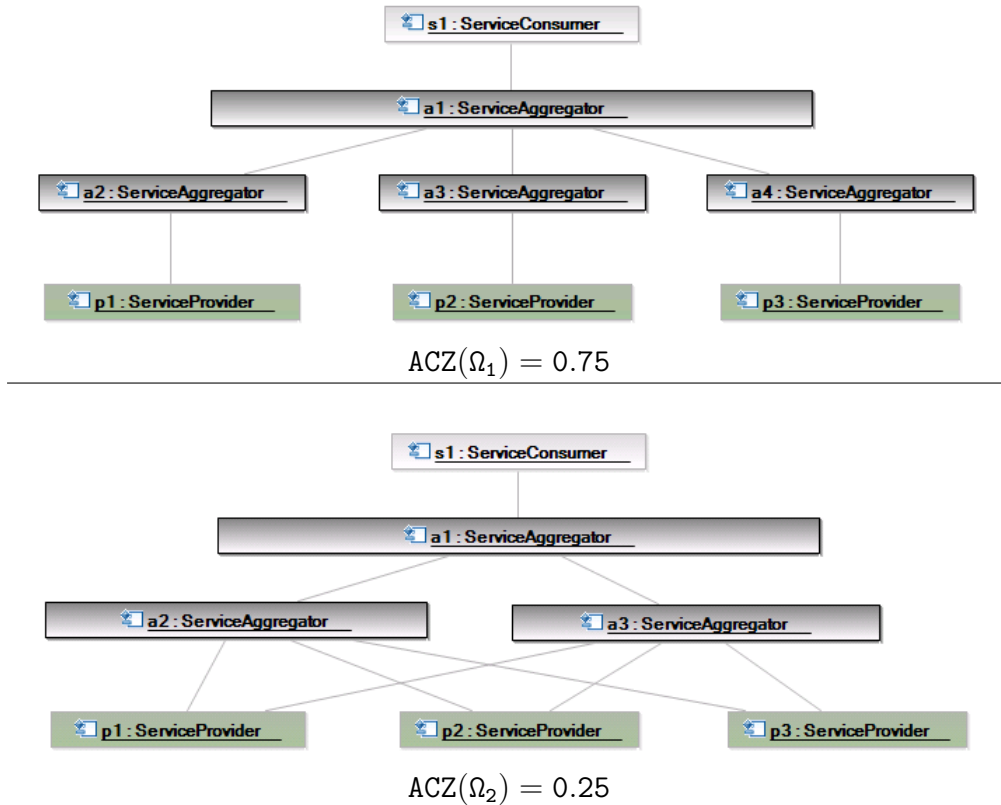 s1 : ServiceConsumer
a1 : ServiceAggregator
a2 : ServiceAggregator
a3 : ServiceAggregator
a4 : ServiceAggregator
p1 : ServiceProvider
p2 : ServiceProvider
p3 : ServiceProvider
ACZ(Ω₁) = 0.75
s1 : ServiceConsumer
a1 : ServiceAggregator
a2 : ServiceAggregator
a3 : ServiceAggregator
p1 : ServiceProvider
p2 : ServiceProvider
p3 : ServiceProvider
ACZ(Ω₂) = 0.25